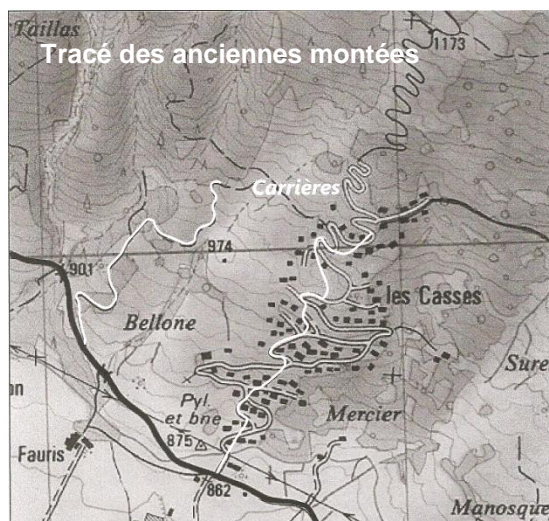 Taillas
Tracé des anciennes montées
1173
Carrières
974
901
les Casses
Bellone
Sure
on
Pyl.
et bne
875
Mercier
Fauris
862
Manosque